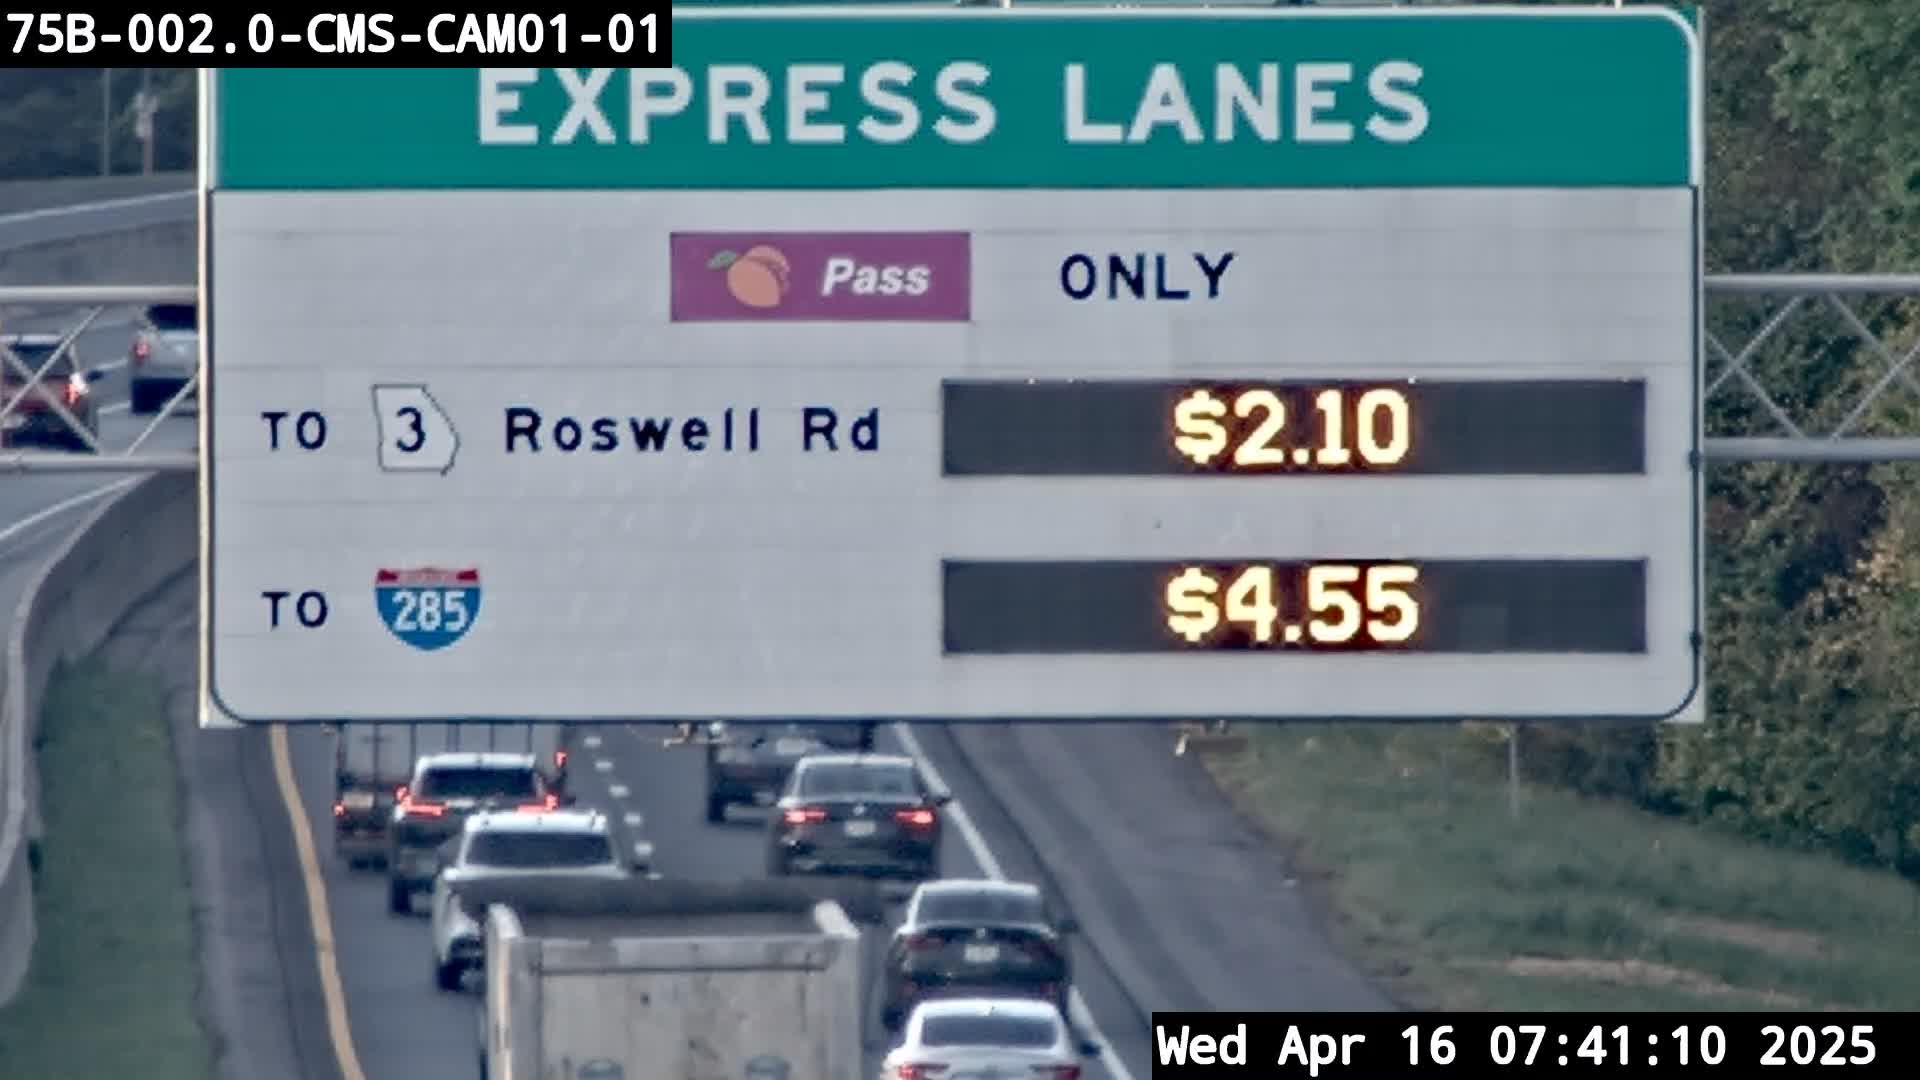 75B-002.0-CMS-CAM01-01
EXPRESS LANES
Pass ONLY
TO 3 Roswell Rd $2.10
TO 285 $4.55
Wed Apr 16 07:41:10 2025